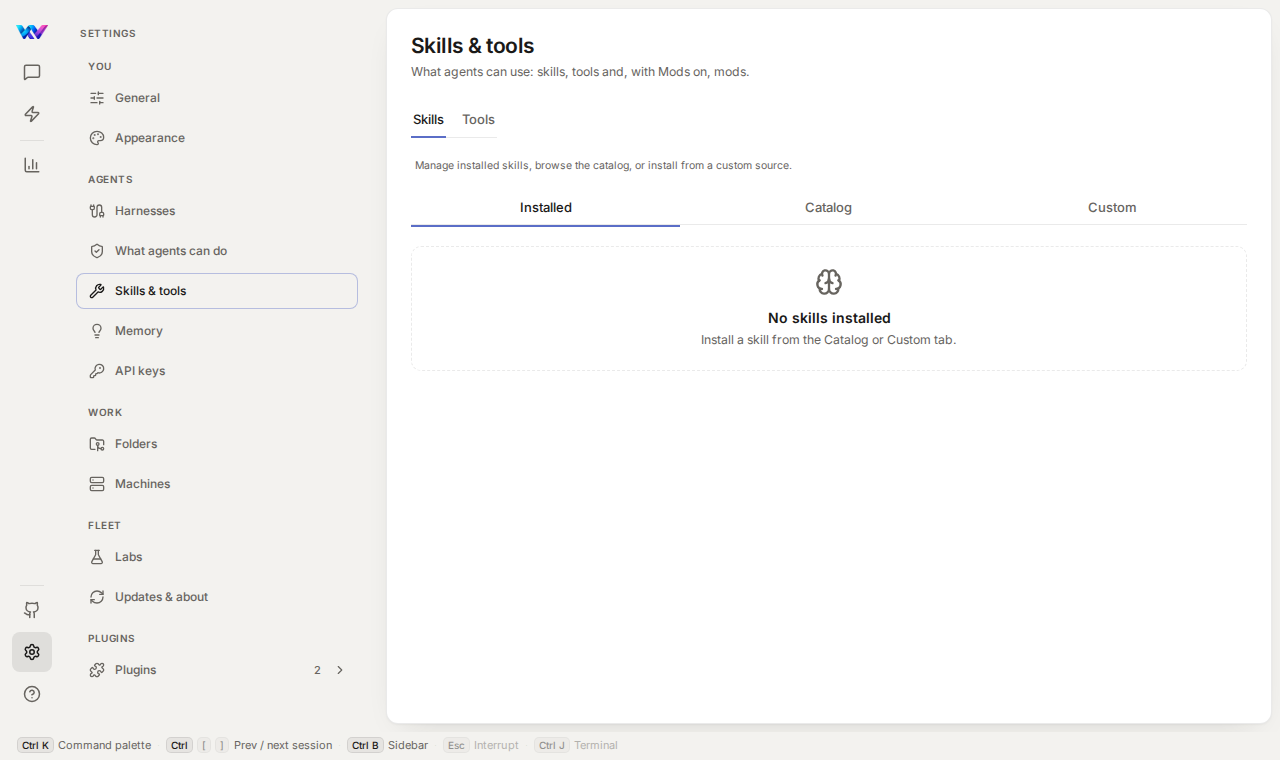 SETTINGS
YOU
General
Appearance
AGENTS
Harnesses
What agents can do
Skills & tools
Memory
API keys
WORK
Folders
Machines
FLEET
Labs
Updates & about
PLUGINS
Plugins 2
Skills & tools
What agents can use: skills, tools and, with Mods on, mods.
Skills Tools
Manage installed skills, browse the catalog, or install from a custom source.
Installed Catalog Custom
No skills installed
Install a skill from the Catalog or Custom tab.
Ctrl K Command palette Ctrl [ ] Prev / next session Ctrl B Sidebar Esc Interrupt Ctrl J Terminal